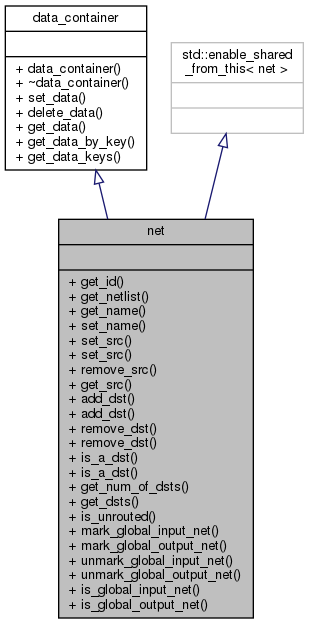 data_container
+ data_container()
+ ~data_container()
+ set_data()
+ delete_data()
+ get_data()
+ get_data_by_key()
+ get_data_keys()
std::enable_shared
_from_this< net >
net
+ get_id()
+ get_netlist()
+ get_name()
+ set_name()
+ set_src()
+ set_src()
+ remove_src()
+ get_src()
+ add_dst()
+ add_dst()
+ remove_dst()
+ remove_dst()
+ is_a_dst()
+ is_a_dst()
+ get_num_of_dsts()
+ get_dsts()
+ is_unrouted()
+ mark_global_input_net()
+ mark_global_output_net()
+ unmark_global_input_net()
+ unmark_global_output_net()
+ is_global_input_net()
+ is_global_output_net()